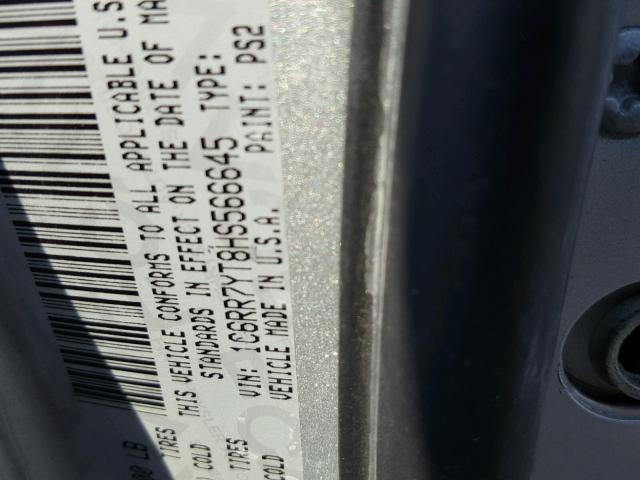 THIS VEHICLE CONFORMS TO ALL APPLICABLE U.S
STANDARDS IN EFFECT ON THE DATE OF MA
VIN: 1C6RR7YT8HS566645 TYPE:
VEHICLE MADE IN U.S.A. PAINT: PS2
LB TIRES COLD
TIRES COLD